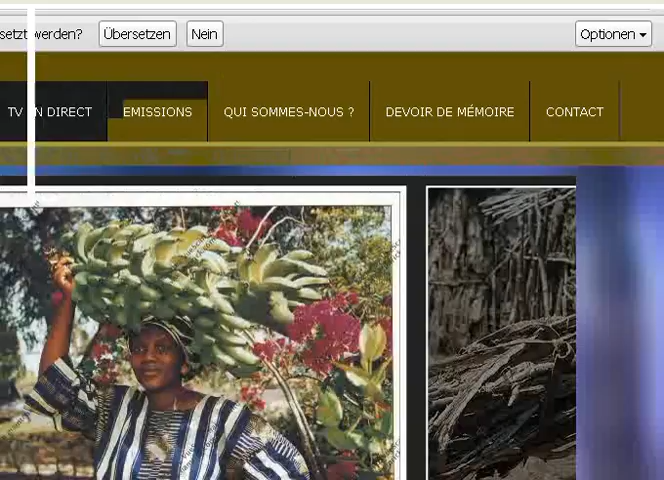 setzt werden? Übersetzen Nein Optionen
TV EN DIRECT EMISSIONS QUI SOMMES-NOUS ? DEVOIR DE MÉMOIRE CONTACT